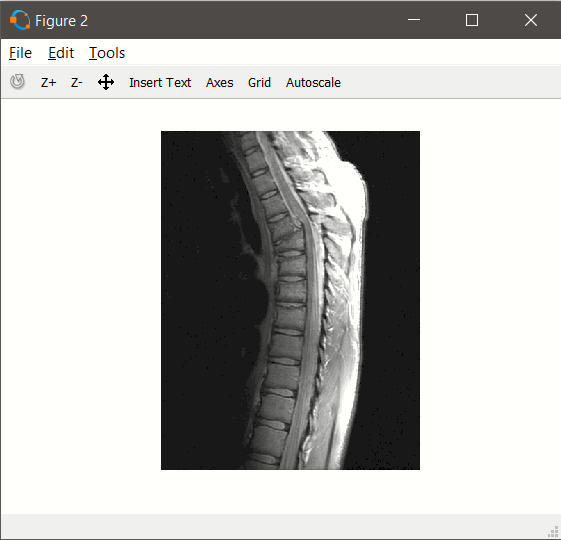 Figure 2
File Edit Tools
Z+ Z- Insert Text Axes Grid Autoscale